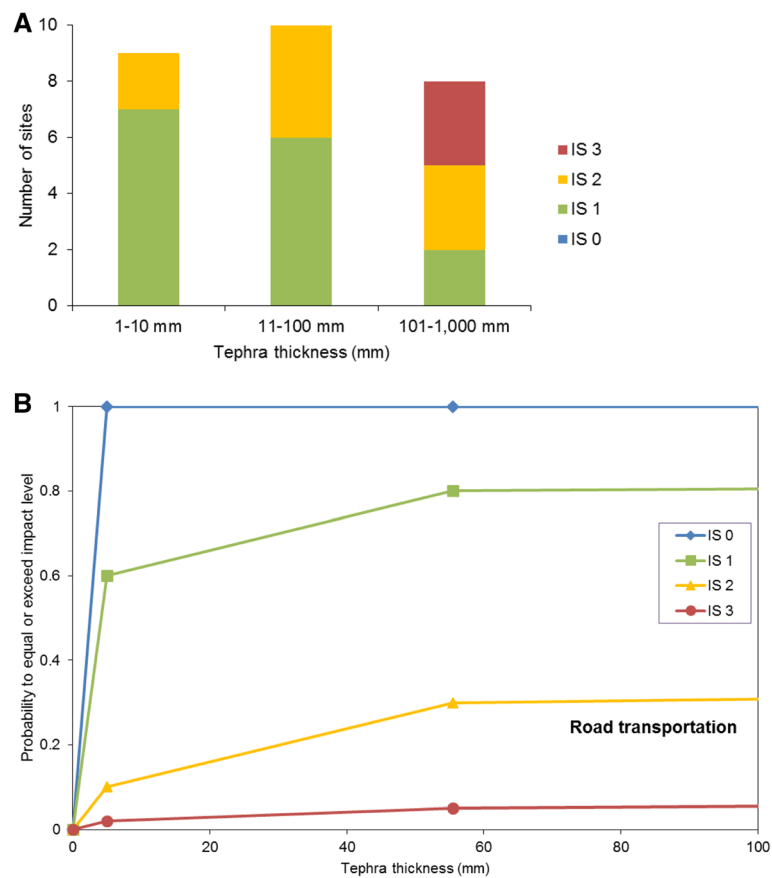 A
10
8
6
4
2
0
Number of sites
IS 3
IS 2
IS 1
IS 0
1-10 mm 11-100 mm 101-1,000 mm
Tephra thickness (mm)
B
1
0.8
0.6
0.4
0.2
0
Probability to equal or exceed impact level
IS 0
IS 1
IS 2
IS 3
Road transportation
0 20 40 60 80 100
Tephra thickness (mm)